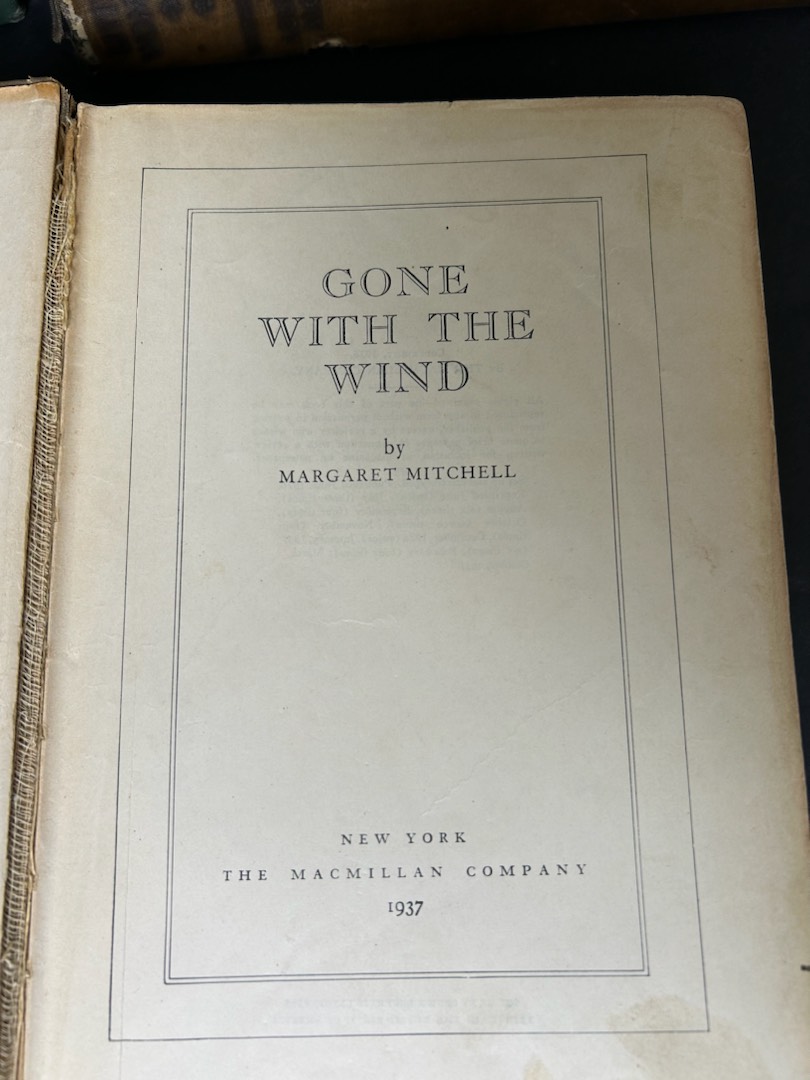 GONE
WITH THE
WIND
by
MARGARET MITCHELL
NEW YORK
THE MACMILLAN COMPANY
1937